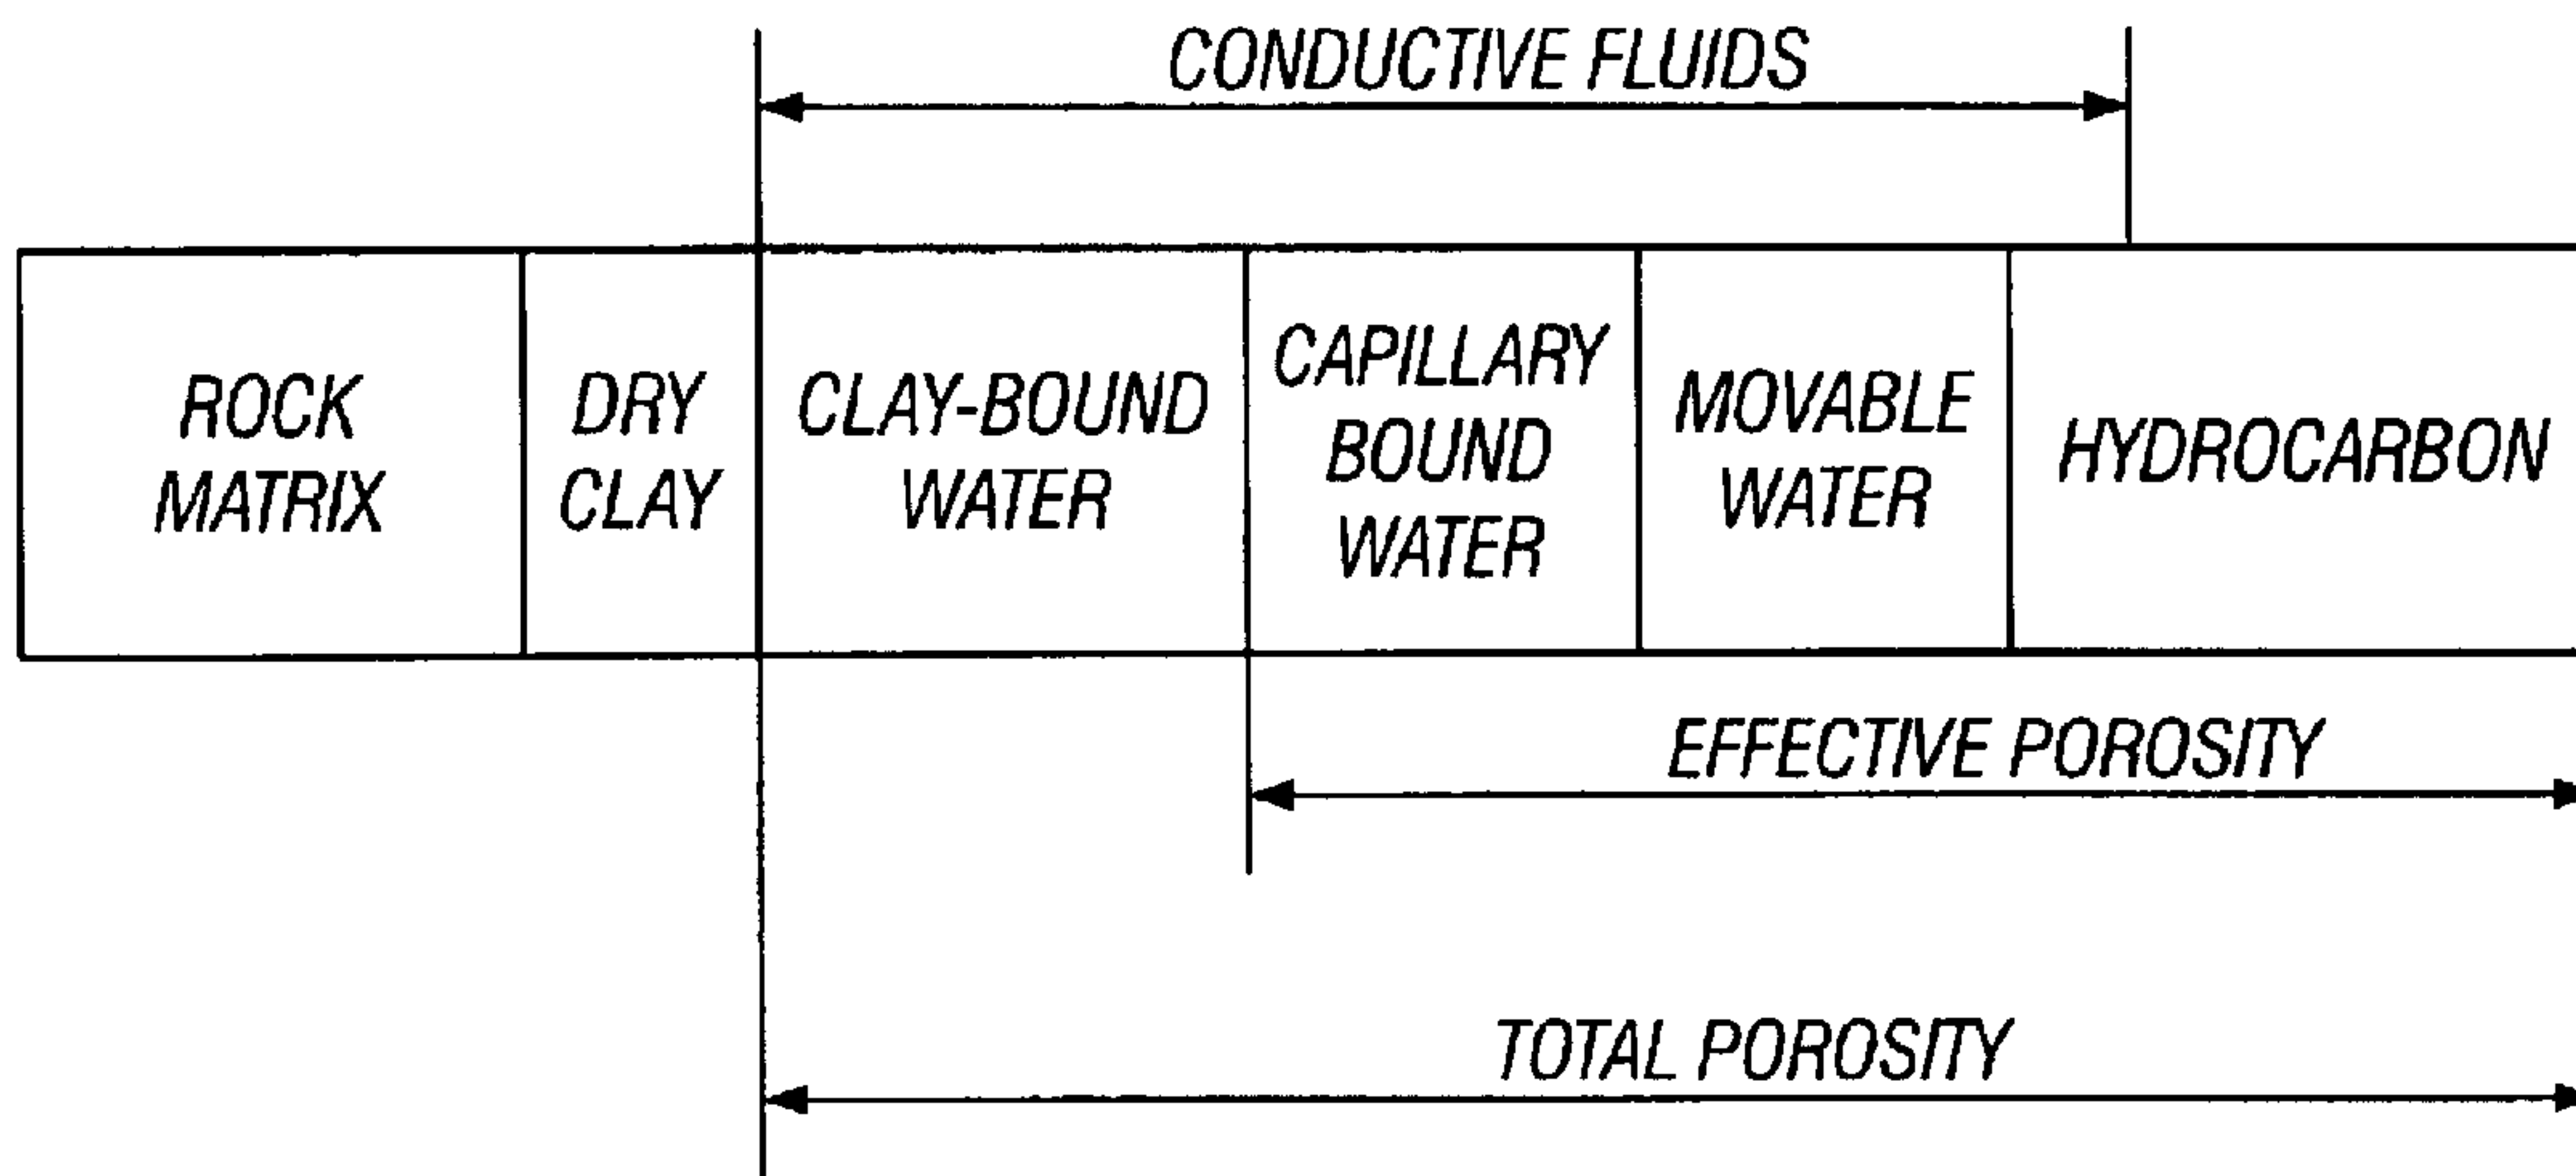 CONDUCTIVE FLUIDS
ROCK
MATRIX
DRY
CLAY
CLAY-BOUND
WATER
CAPILLARY
BOUND
WATER
MOVABLE
WATER
HYDROCARBON
EFFECTIVE POROSITY
TOTAL POROSITY